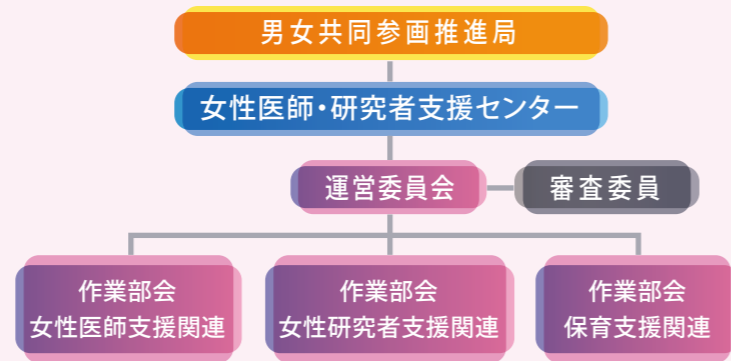 男女共同参画推進局
女性医師・研究者支援センター
運営委員会
審査委員
作業部会
女性医師支援関連
作業部会
女性研究者支援関連
作業部会
保育支援関連